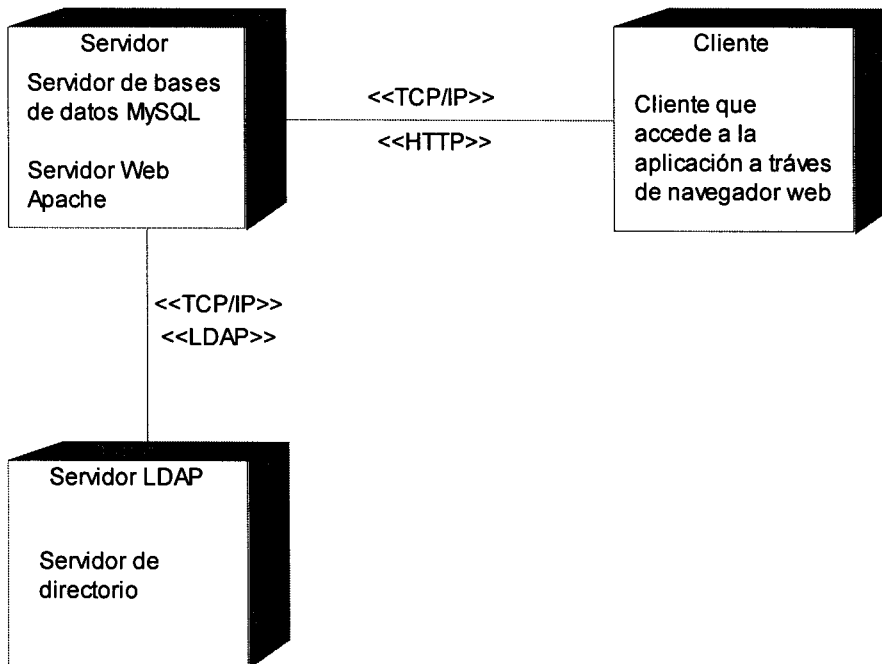 Servidor
Servidor de bases
de datos MySQL
Servidor Web
Apache
<<TCP/IP>>
<<HTTP>>
Cliente
Cliente que
accede a la
aplicación a tráves
de navegador web
<<TCP/IP>>
<<LDAP>>
Servidor LDAP
Servidor de
directorio